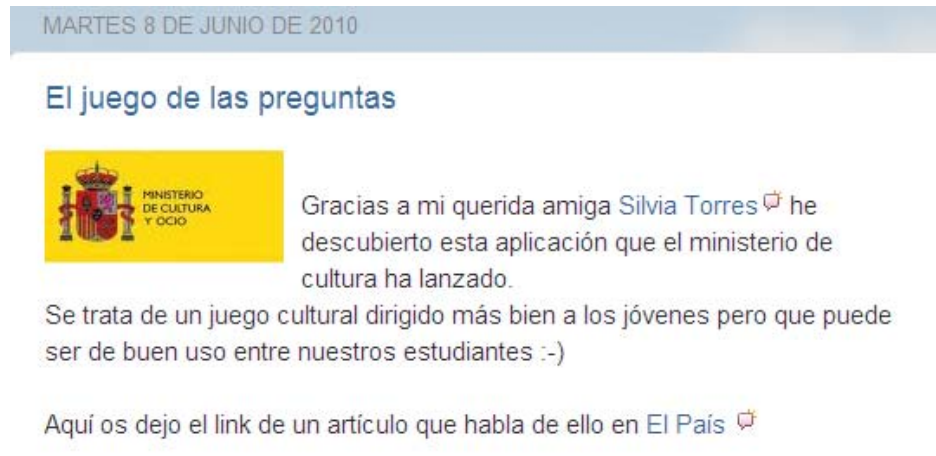 MARTES 8 DE JUNIO DE 2010
El juego de las preguntas
MINISTERIO
DE CULTURA
Y OCIO
Gracias a mi querida amiga Silvia Torres he
descubierto esta aplicación que el ministerio de
cultura ha lanzado.
Se trata de un juego cultural dirigido más bien a los jóvenes pero que puede
ser de buen uso entre nuestros estudiantes :-)
Aquí os dejo el link de un artículo que habla de ello en El País